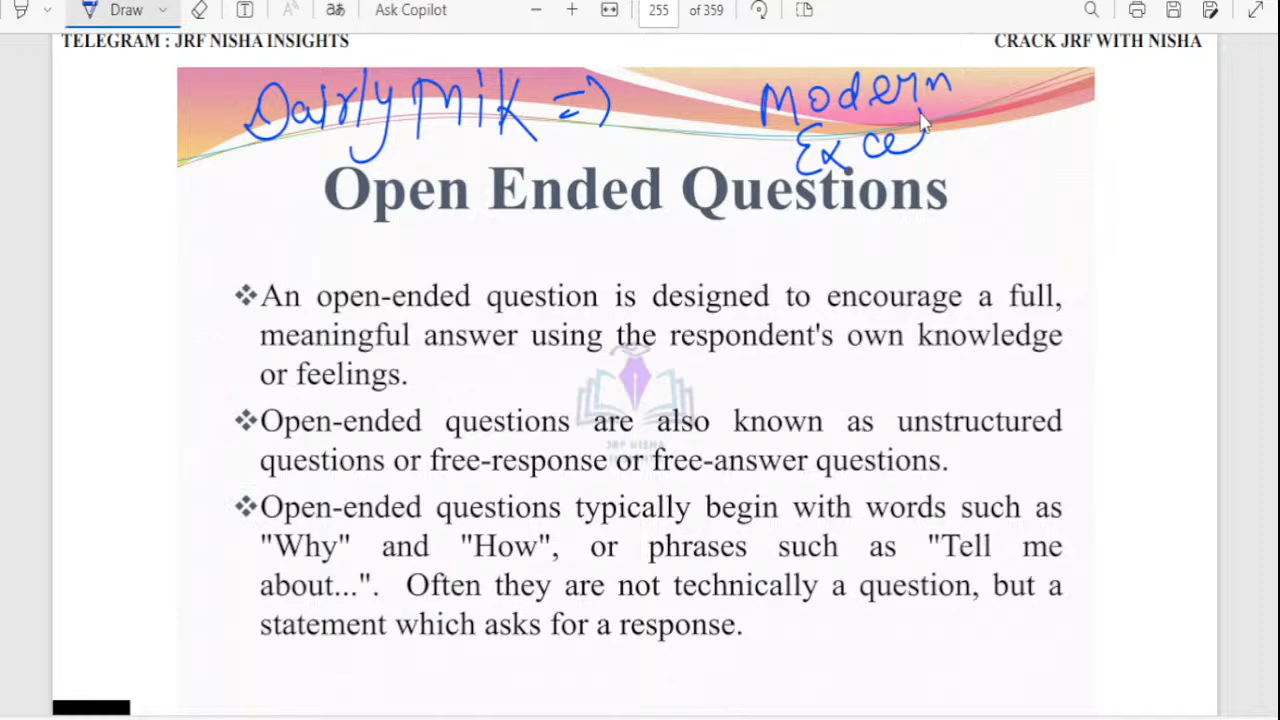 Draw
Ask Copilot
255 of 359
TELEGRAM : JRF NISHA INSIGHTS
CRACK JRF WITH NISHA
Dairly Mik =>
Modern
Exce
Open Ended Questions
❖An open-ended question is designed to encourage a full,
meaningful answer using the respondent's own knowledge
or feelings.
❖Open-ended questions are also known as unstructured
questions or free-response or free-answer questions.
JRF NISHA
❖Open-ended questions typically begin with words such as
"Why" and "How", or phrases such as "Tell me
about...". Often they are not technically a question, but a
statement which asks for a response.